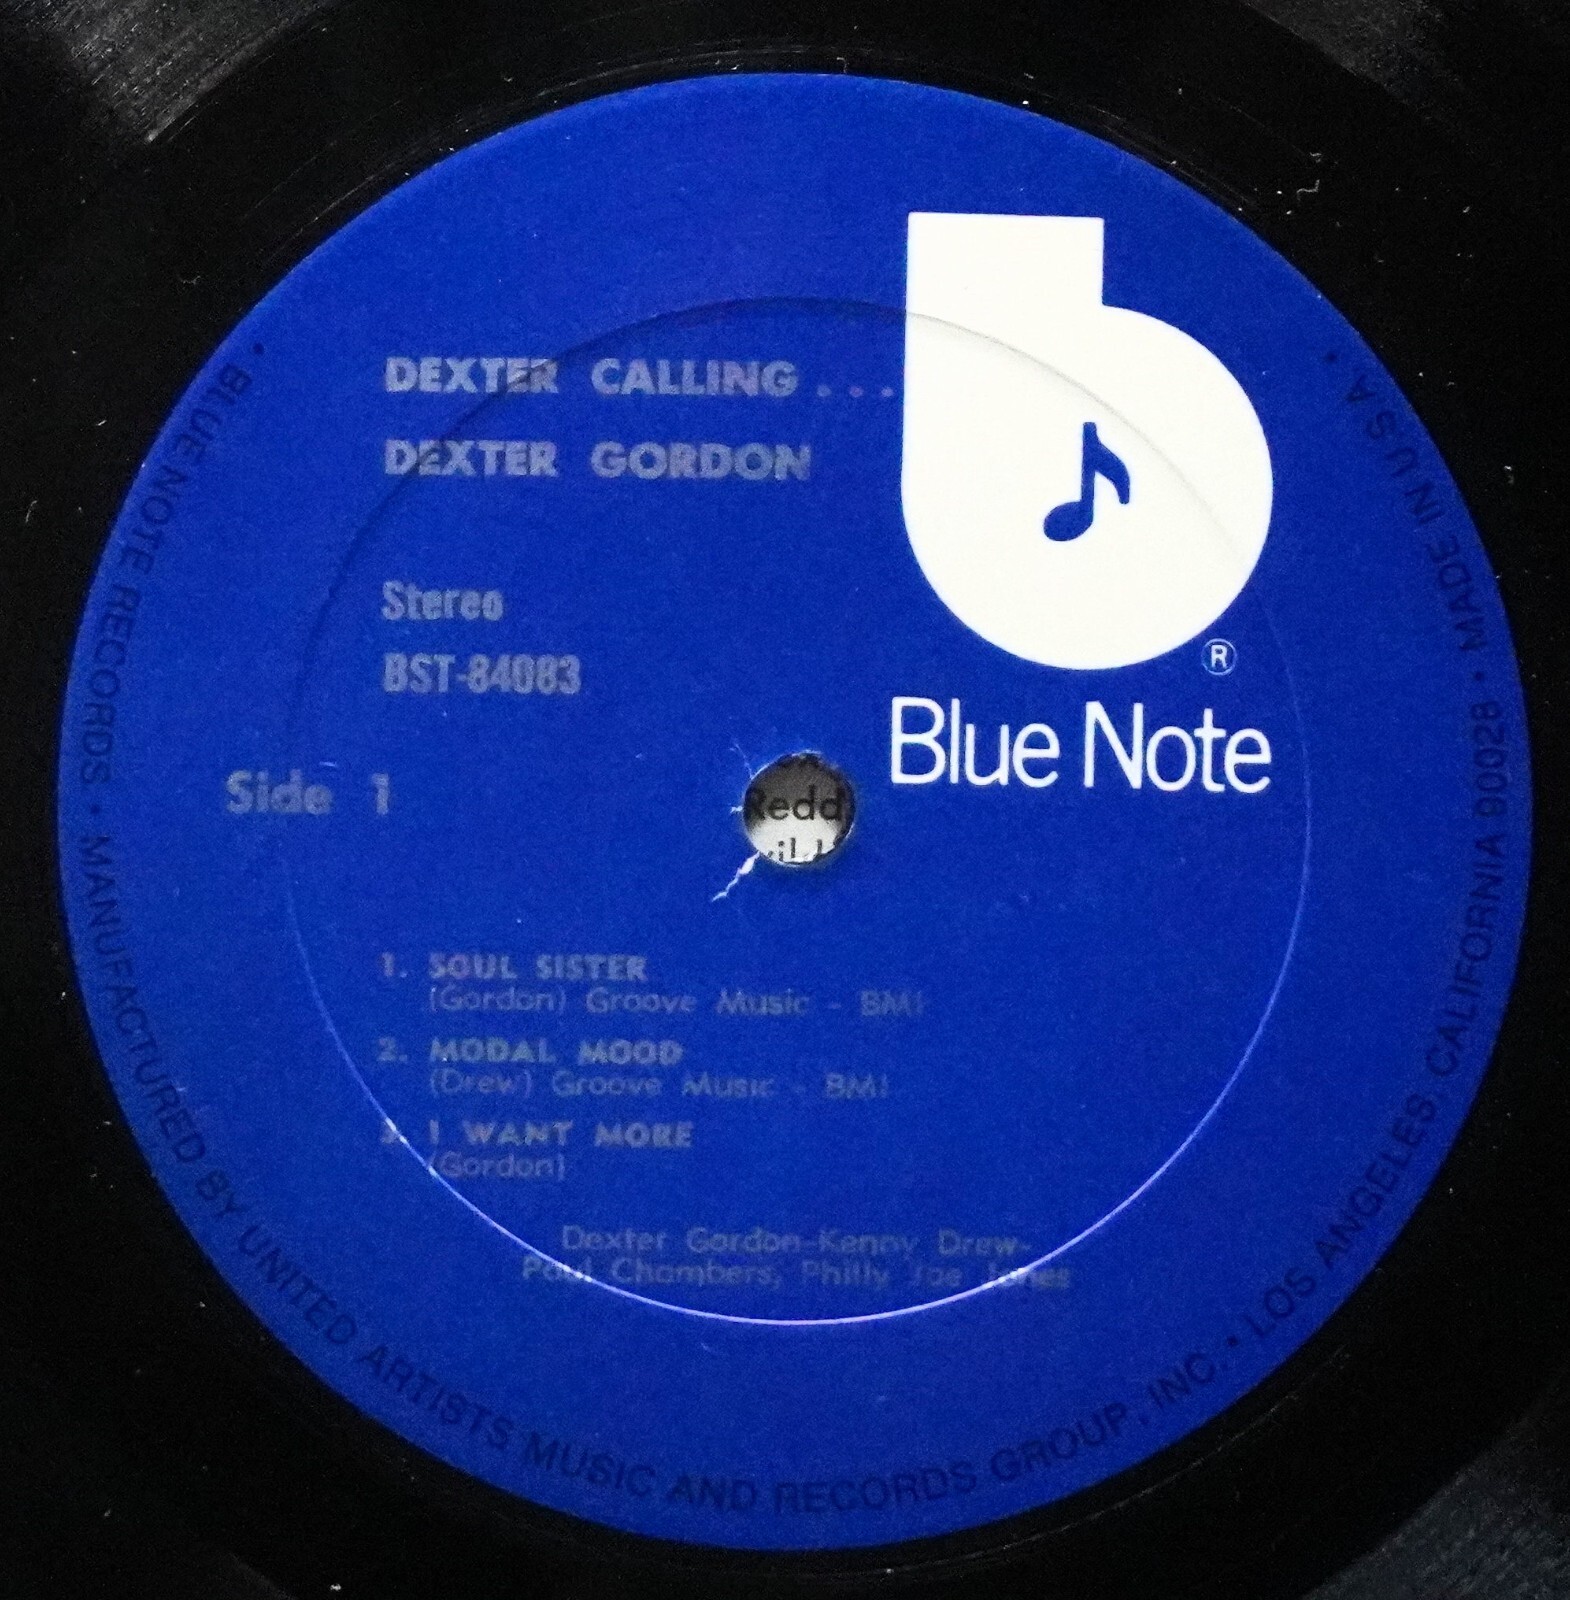 DEXTER CALLING . . .
DEXTER GORDON
Stereo
BST-84083
Side 1
®
Blue Note
Redd
1. SOUL SISTER
(Gordon) Groove Music - BMI
2. MODAL MOOD
(Drew) Groove Music - BMI
3. I WANT MORE
(Gordon)
Dexter Gordon-Kenny Drew-
Paul Chambers, Philly Joe Jones
• BLUE NOTE RECORDS • MANUFACTURED BY UNITED ARTISTS MUSIC AND RECORDS GROUP, INC. • LOS ANGELES, CALIFORNIA 90028 • MADE IN U.S.A. •